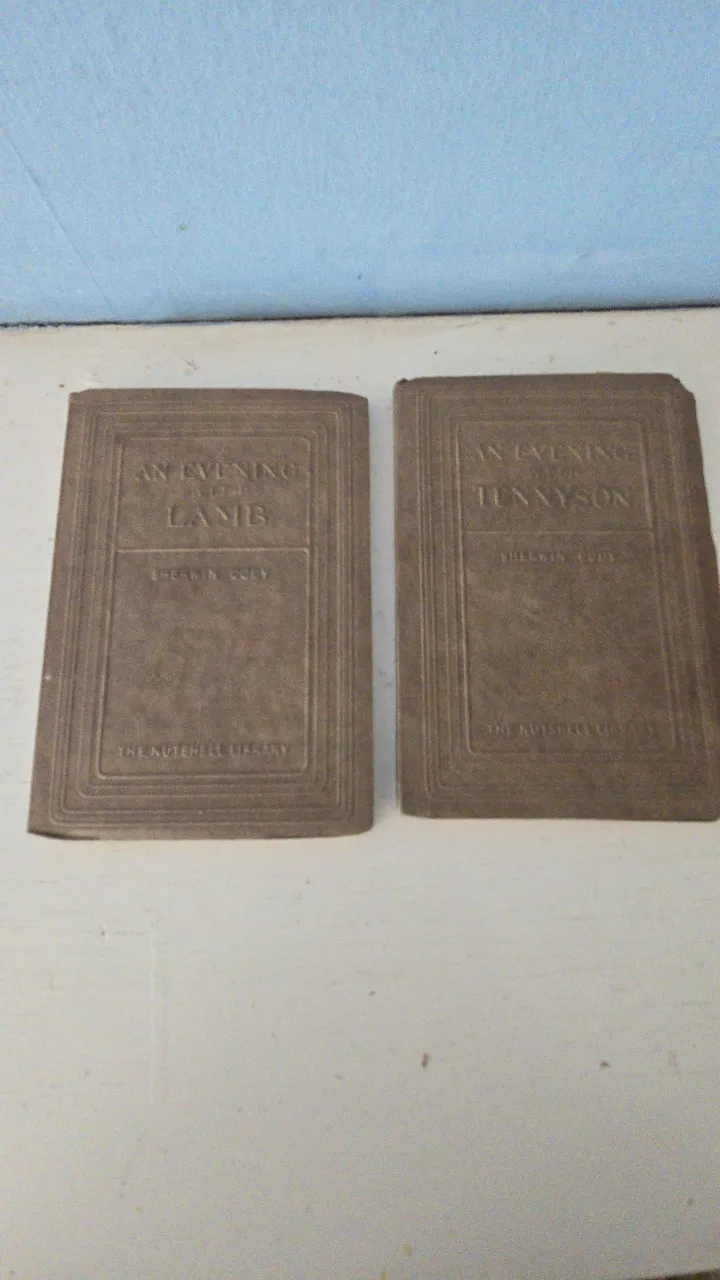 AN EVENING
WITH
LAMB
SHERWIN CODY
THE NUTSHELL LIBRARY
AN EVENING
WITH
TENNYSON
SHERWIN CODY
THE NUTSHELL LIBRARY